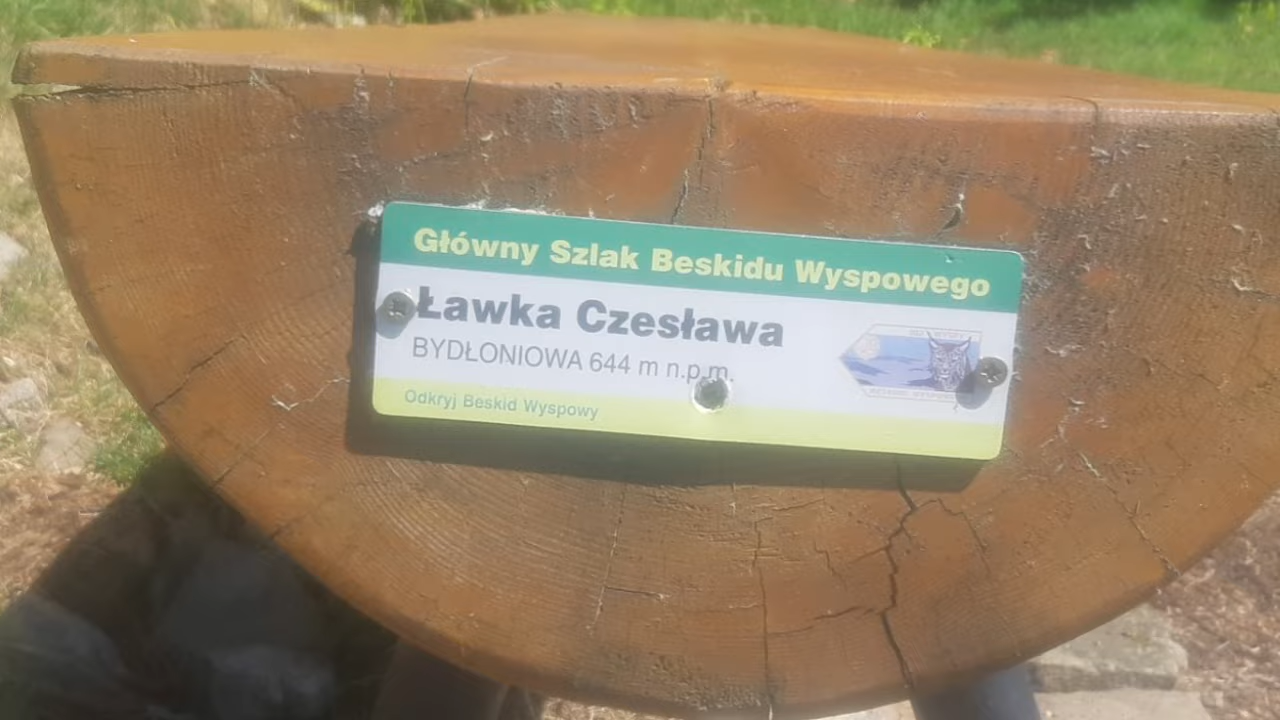 Główny Szlak Beskidu Wyspowego
Ławka Czesława
BYDŁONIOWA 644 m n.p.m.
Odkryj Beskid Wyspowy